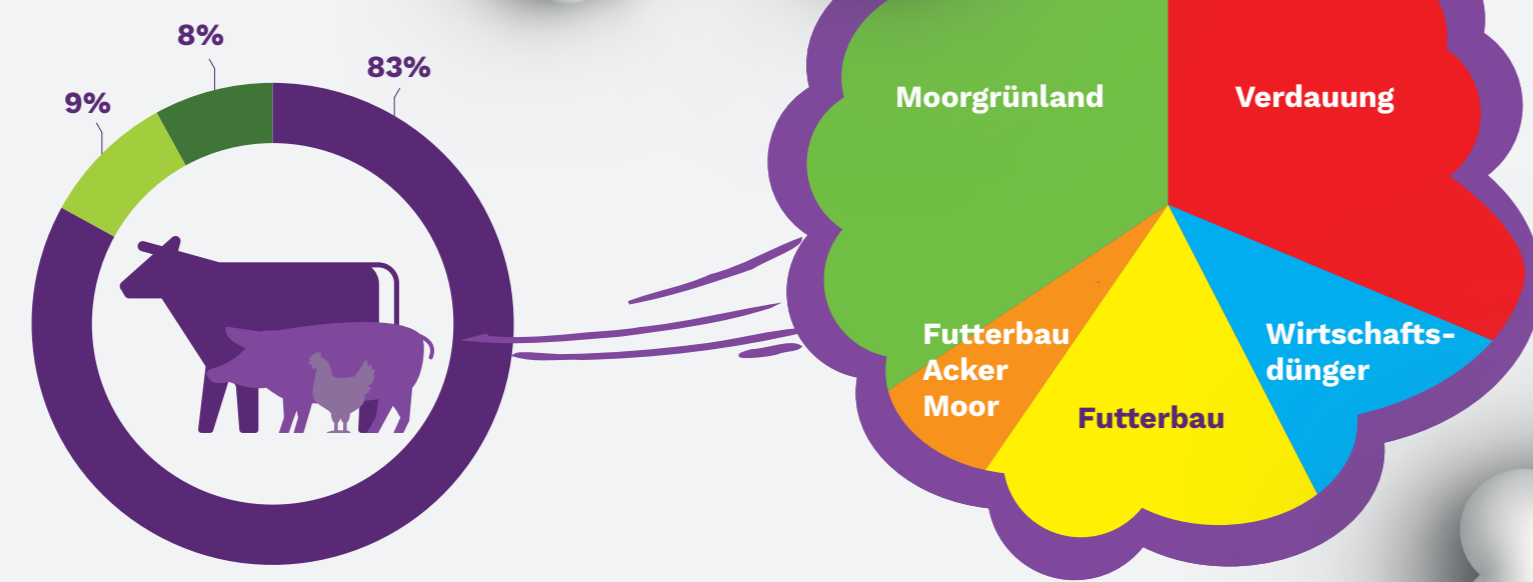 8%
83%
9%
Moorgrünland
Verdauung
Futterbau
Acker
Moor
Wirtschafts-
dünger
Futterbau